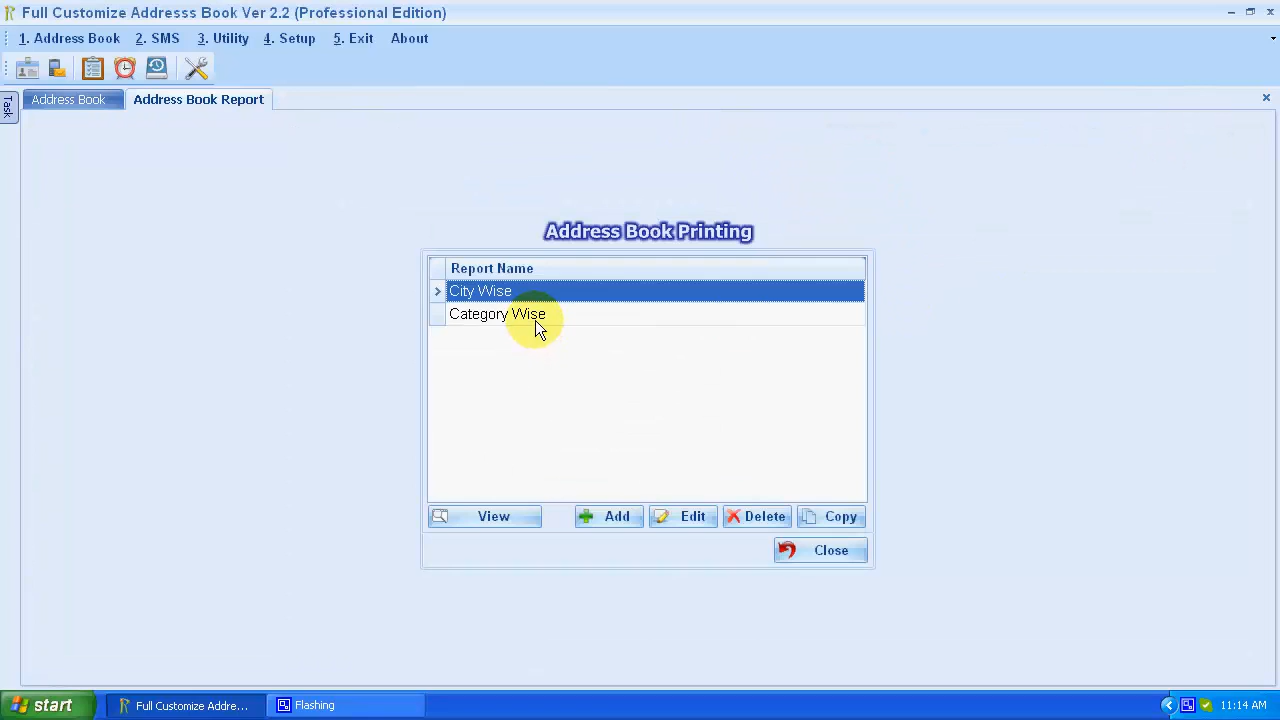 Full Customize Addresss Book Ver 2.2 (Professional Edition)
1. Address Book 2. SMS 3. Utility 4. Setup 5. Exit About
Task
Address Book Address Book Report
Address Book Printing
Report Name
City Wise
Category Wise
View Add Edit Delete Copy
Close
start Full Customize Addre... Flashing 11:14 AM